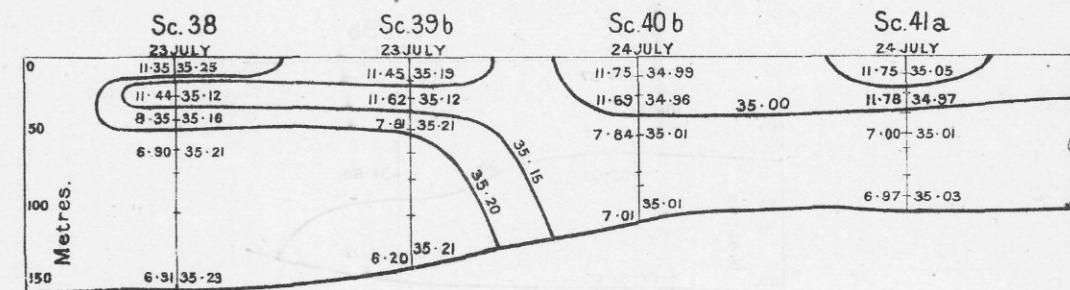 Sc.38 Sc.39b Sc.40b Sc.41a
23 JULY 23 JULY 24 JULY 24 JULY
0
11·35 35·25 11·45 35·19 11·75 34·99 11·75 35·05
11·44 35·12 11·62 35·12 11·69 34·96 35·00 11·78 34·97
50
8·35 35·16 7·81 35·21 7·84 35·01 7·00 35·01
6·90 35·21
35·15
35·20
100
Metres.
35·01 6·97 35·03
7·01
6·20 35·21
150
6·31 35·23